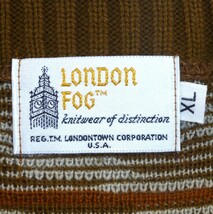 LONDON
FOG™
knitwear of distinction
REG.T.M. LONDONTOWN CORPORATION
U.S.A.
XL